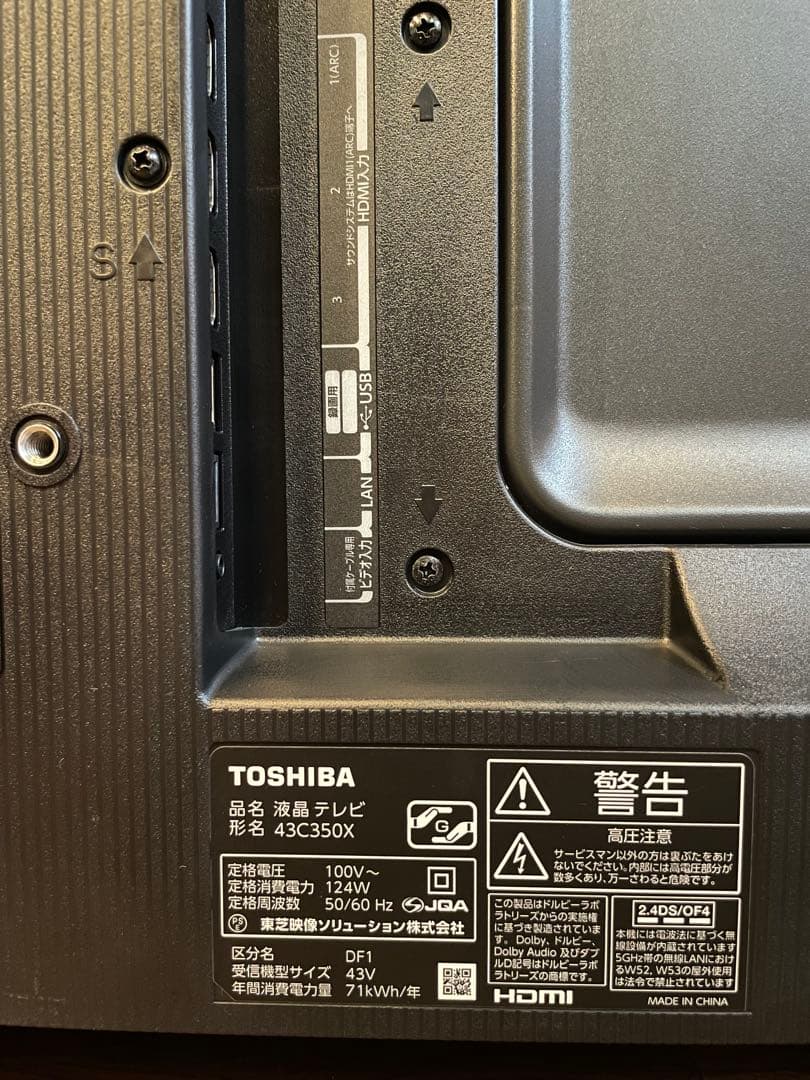 1(ARC)
2
3
サウンドシステムはHDMI1(ARC)端子へ
HDMI入力
録画用
USB
LAN
付属ケーブル専用
ビデオ入力
S
TOSHIBA
品名 液晶テレビ
形名 43C350X
G
定格電圧 100V～
定格消費電力 124W
定格周波数 50/60 Hz
JQA
PS
E
東芝映像ソリューション株式会社
区分名 DF1
受信機型サイズ 43V
年間消費電力量 71kWh/年
警告
高圧注意
サービスマン以外の方は裏ぶたをあけ
ないでください。内部には高電圧部分が
数多くあり、万一さわると危険です。
この製品はドルビーラボ
ラトリーズからの実施権
に基づき製造されていま
す。 Dolby、ドルビー、
Dolby Audio 及びダブ
ルD記号はドルビーラボ
ラトリーズの商標です。
HDMI
2.4DS/OF4
本機には電波法に基づく無
線設備が内蔵されています
5GHz帯の無線LANにおけ
るW52、W53の屋外使用
は法令で禁止されています
MADE IN CHINA